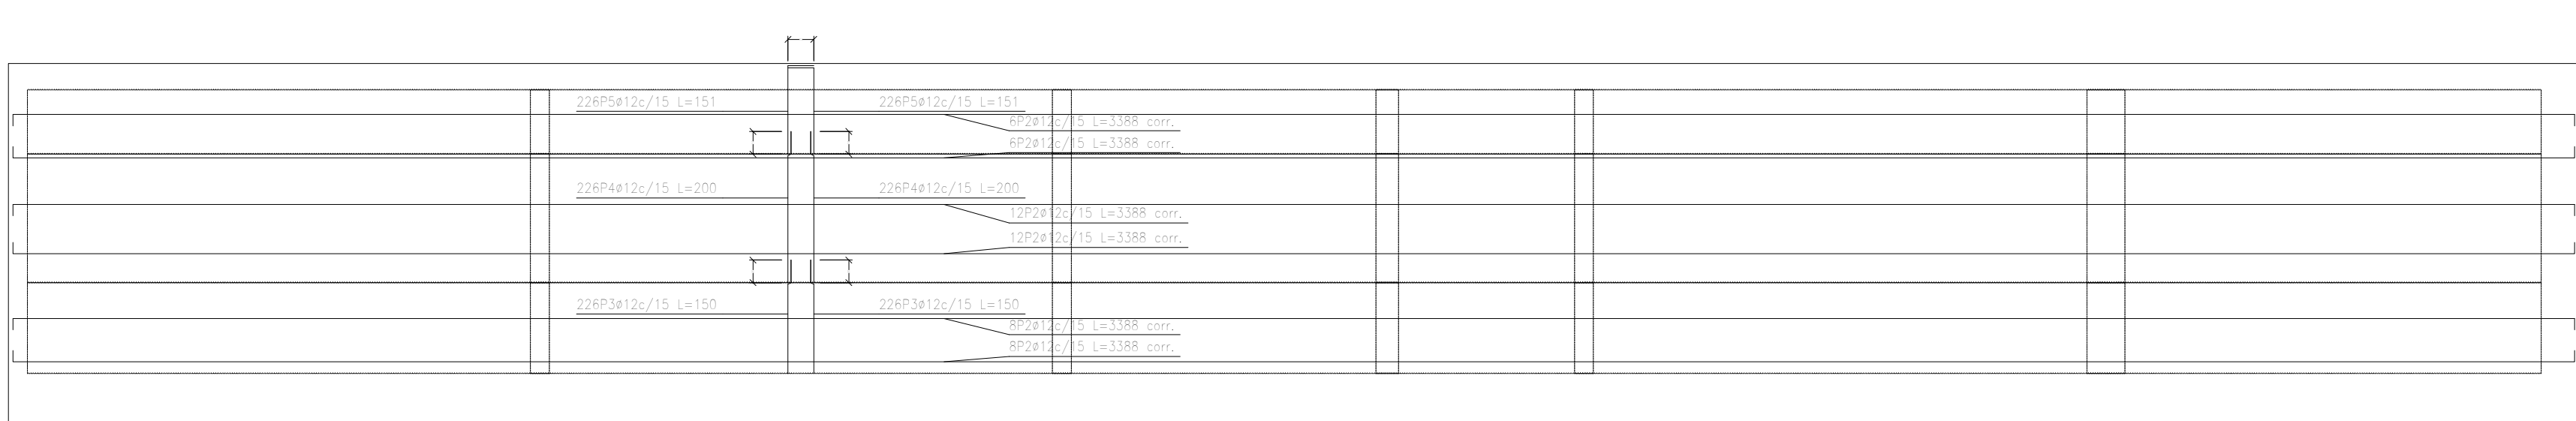 226P5ø12c/15 L=151
226P5ø12c/15 L=151
6P2ø12c/15 L=3388 corr.
6P2ø12c/15 L=3388 corr.
226P4ø12c/15 L=200
226P4ø12c/15 L=200
12P2ø12c/15 L=3388 corr.
12P2ø12c/15 L=3388 corr.
226P3ø12c/15 L=150
226P3ø12c/15 L=150
8P2ø12c/15 L=3388 corr.
8P2ø12c/15 L=3388 corr.